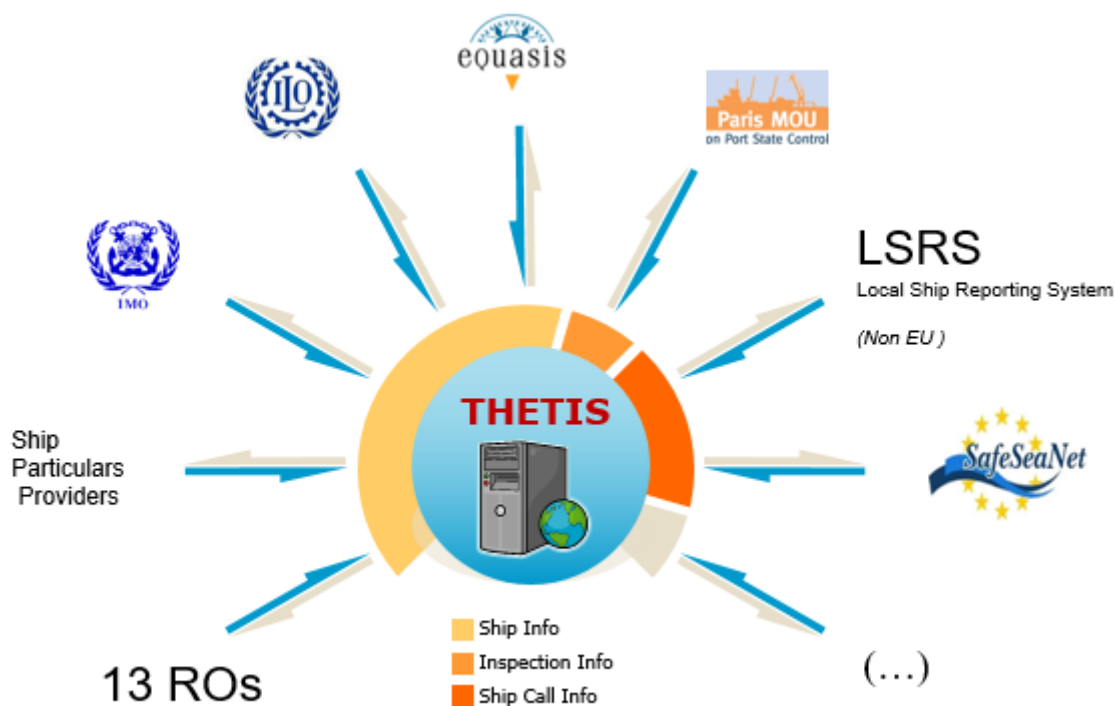 equasis
ILO
Paris MOU
on Port State Control
IMO
LSRS
Local Ship Reporting System
(Non EU )
THETIS
SafeSeaNet
Ship
Particulars
Providers
13 ROs
Ship Info
Inspection Info
Ship Call Info
(...)